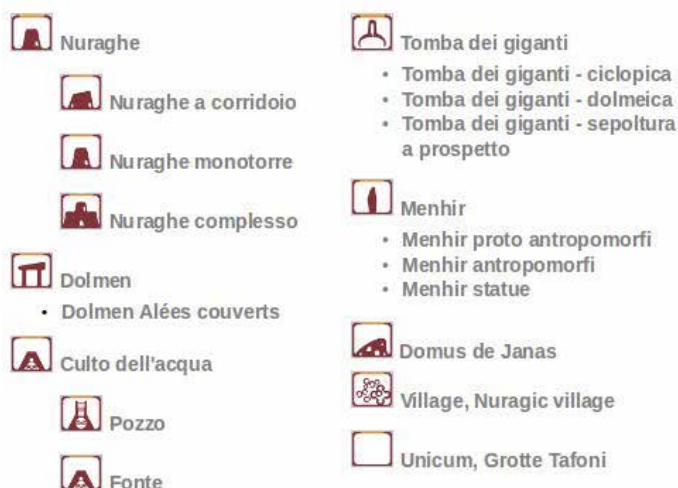 Nuraghe
Nuraghe a corridoio
Nuraghe monotorre
Nuraghe complesso
Dolmen
• Dolmen Alées couverts
Culto dell'acqua
Pozzo
Fonte
Tomba dei giganti
• Tomba dei giganti - ciclopica
• Tomba dei giganti - dolmeica
• Tomba dei giganti - sepoltura
a prospetto
Menhir
• Menhir proto antropomorfi
• Menhir antropomorfi
• Menhir statue
Domus de Janas
Village, Nuragic village
Unicum, Grotte Tafoni